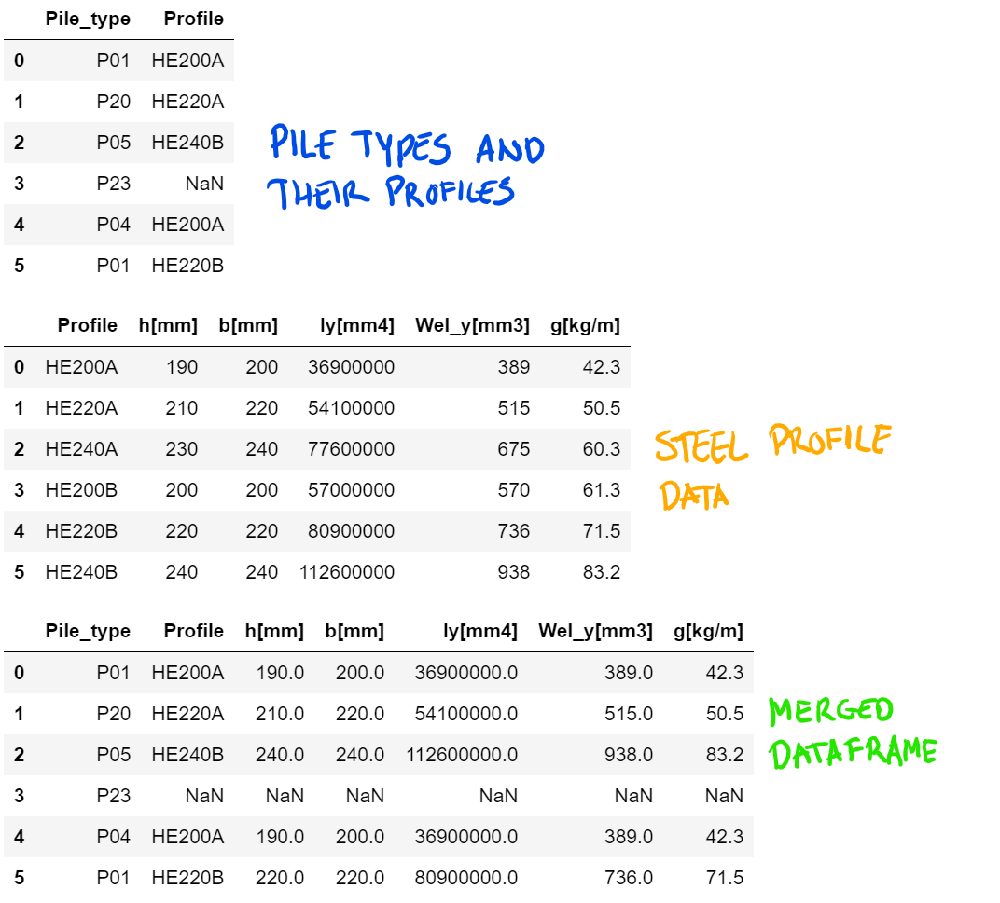 Pile_type Profile
0 P01 HE200A
1 P20 HE220A
2 P05 HE240B
3 P23 NaN
4 P04 HE200A
5 P01 HE220B
PILE TYPES AND
THEIR PROFILES
Profile h[mm] b[mm] Iy[mm4] Wel_y[mm3] g[kg/m]
0 HE200A 190 200 36900000 389 42.3
1 HE220A 210 220 54100000 515 50.5
2 HE240A 230 240 77600000 675 60.3
3 HE200B 200 200 57000000 570 61.3
4 HE220B 220 220 80900000 736 71.5
5 HE240B 240 240 112600000 938 83.2
STEEL PROFILE
DATA
Pile_type Profile h[mm] b[mm] Iy[mm4] Wel_y[mm3] g[kg/m]
0 P01 HE200A 190.0 200.0 36900000.0 389.0 42.3
1 P20 HE220A 210.0 220.0 54100000.0 515.0 50.5
2 P05 HE240B 240.0 240.0 112600000.0 938.0 83.2
3 P23 NaN NaN NaN NaN NaN NaN
4 P04 HE200A 190.0 200.0 36900000.0 389.0 42.3
5 P01 HE220B 220.0 220.0 80900000.0 736.0 71.5
MERGED
DATAFRAME